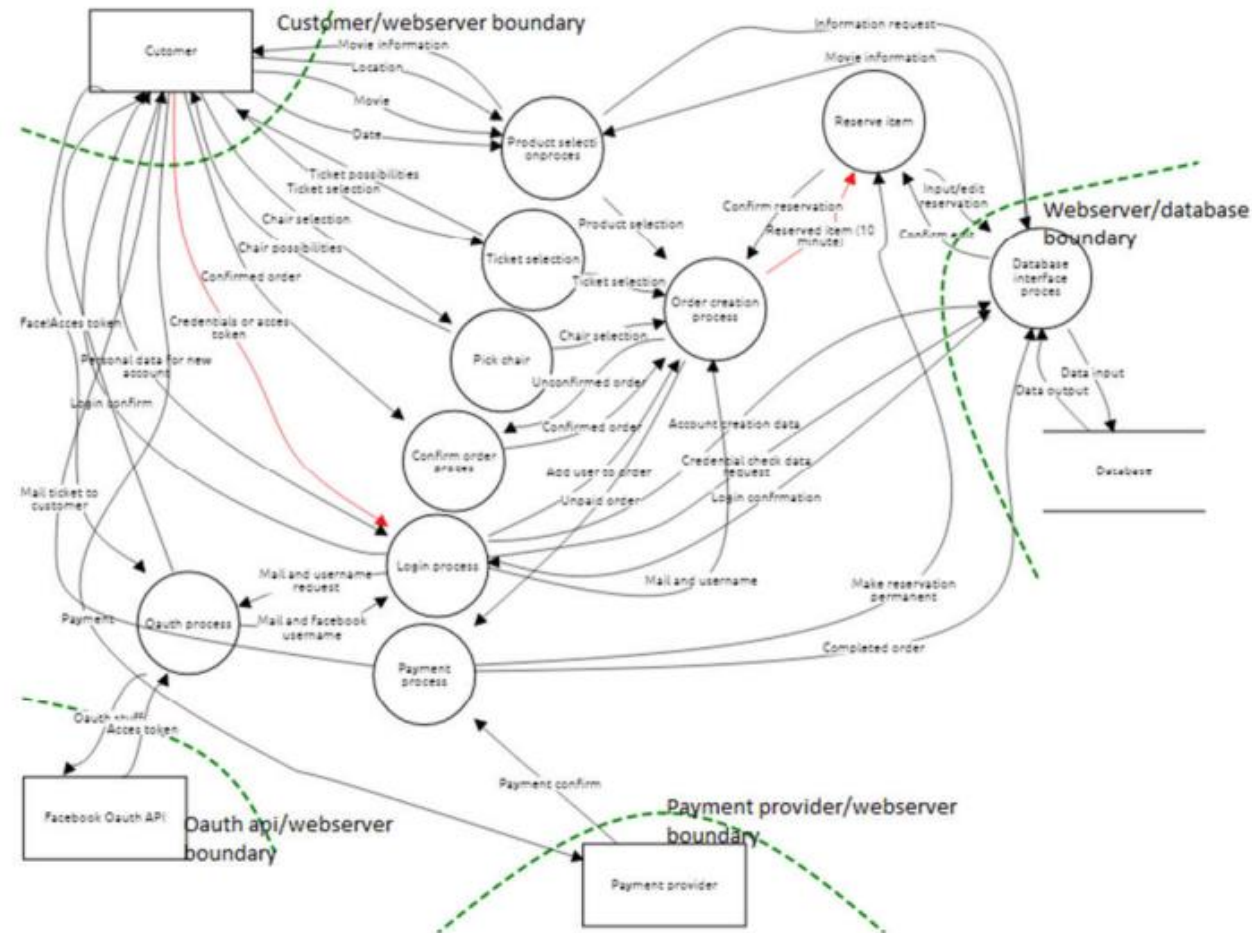 Customer/webserver boundary
Cutomer
Movie information
Location
Movie
Date
Product selecti
onproces
Information request
Movie information
Reserve item
Ticket possibilities
Ticket selection
Chair selection
Chair possibilities
Confirmed order
Ticket selection
Product selection
Confirm reservation
Reserved item (10
minute)
Input/edit
reservation
Confirm
Webserver/database
boundary
Database
interface
proces
Ticket selection
Order creation
process
Chair selection
Pick chair
Unconfirmed order
Confirmed order
Confirm order
proces
Data input
Data output
Database
Acces token
Credentials or acces
token
Personal data for new
account
Login confirm
Account creation data
Credential check data
request
Login confrmation
Add user to order
Unpaid order
Mail ticket to
customer
Login process
Mail and username
request
Mail and facebook
username
Mail and username
Make reservation
permanent
Oauth process
Payment
Payment
process
Completed order
Oauth
Acces token
Facebook Oauth API
Oauth api/webserver
boundary
Payment confirm
Payment provider/webserver
boundary
Payment provider